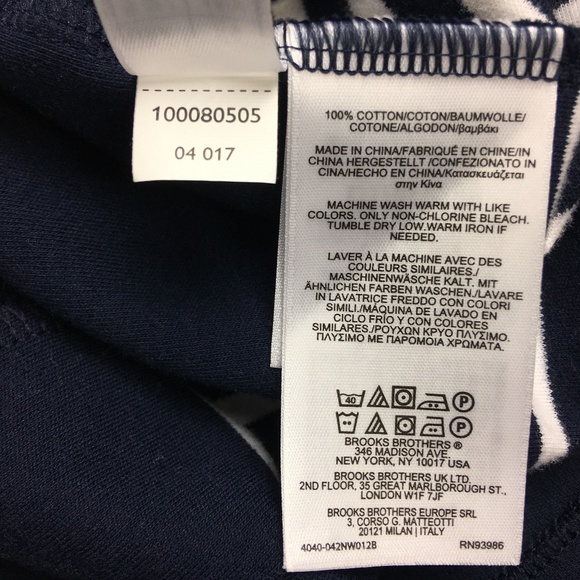 100080505
04 017
100% COTTON/COTON/BAUMWOLLE/
COTONE/ALGODON/βαμβάκι
MADE IN CHINA/FABRIQUÉ EN CHINE/IN
CHINA HERGESTELLT /CONFEZIONATO IN
CINA/HECHO EN CHINA/Κατασκευάζεται
στην Κίνα
MACHINE WASH WARM WITH LIKE
COLORS. ONLY NON-CHLORINE BLEACH.
TUMBLE DRY LOW.WARM IRON IF
NEEDED.
LAVER À LA MACHINE AVEC DES
COULEURS SIMILAIRES./
MASCHINENWÄSCHE KALT. MIT
ÄHNLICHEN FARBEN WASCHEN./LAVARE
IN LAVATRICE FREDDO CON COLORI
SIMILI./MÁQUINA DE LAVADO EN
CICLO FRÍO Y CON COLORES
SIMILARES./ΡΟΥΧΩΝ ΚΡΥΟ ΠΛΥΣΙΜΟ.
ΠΛΥΣΙΜΟ ΜΕ ΠΑΡΟΜΟΙΑ ΧΡΩΜΑΤΑ.
40 P
P
BROOKS BROTHERS ®
346 MADISON AVE.
NEW YORK, NY 10017 USA
BROOKS BROTHERS UK LTD.
2ND FLOOR, 35 GREAT MARLBOROUGH ST.,
LONDON W1F 7JF
BROOKS BROTHERS EUROPE SRL
3, CORSO G. MATTEOTTI
20121 MILAN | ITALY
4040-042NW012B RN93986